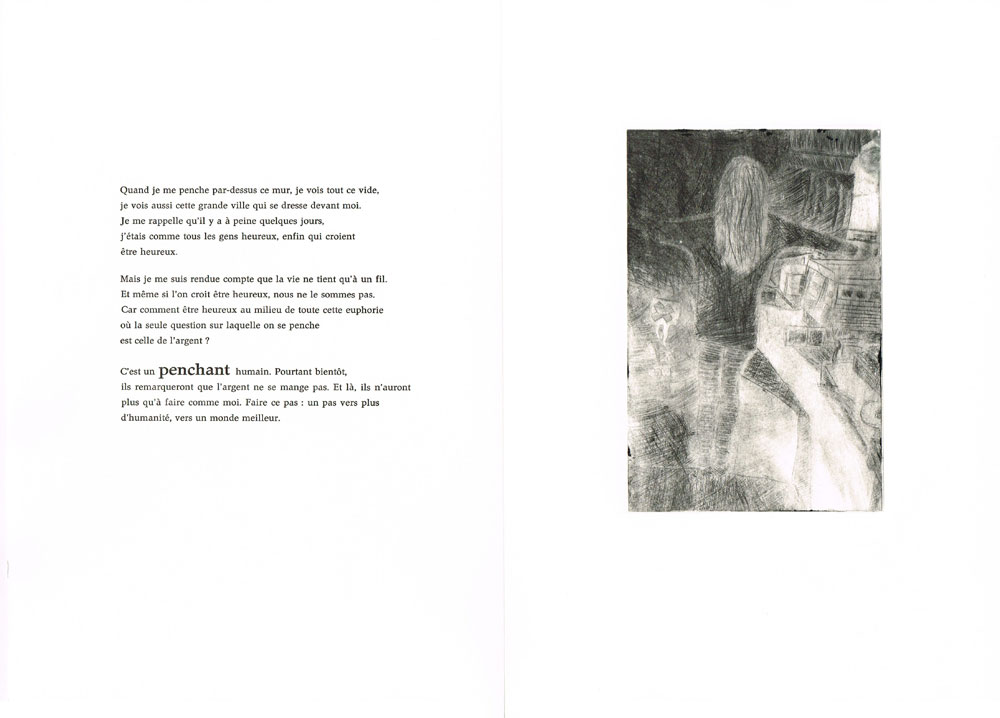 Quand je me penche par-dessus ce mur, je vois tout ce vide,
je vois aussi cette grande ville qui se dresse devant moi.
Je me rappelle qu'il y a à peine quelques jours,
j'étais comme tous les gens heureux, enfin qui croient
être heureux.
Mais je me suis rendue compte que la vie ne tient qu'à un fil.
Et même si l'on croit être heureux, nous ne le sommes pas.
Car comment être heureux au milieu de toute cette euphorie
où la seule question sur laquelle on se penche
est celle de l'argent ?
C'est un penchant humain. Pourtant bientôt,
ils remarqueront que l'argent ne se mange pas. Et là, ils n'auront
plus qu'à faire comme moi. Faire ce pas : un pas vers plus
d'humanité, vers un monde meilleur.